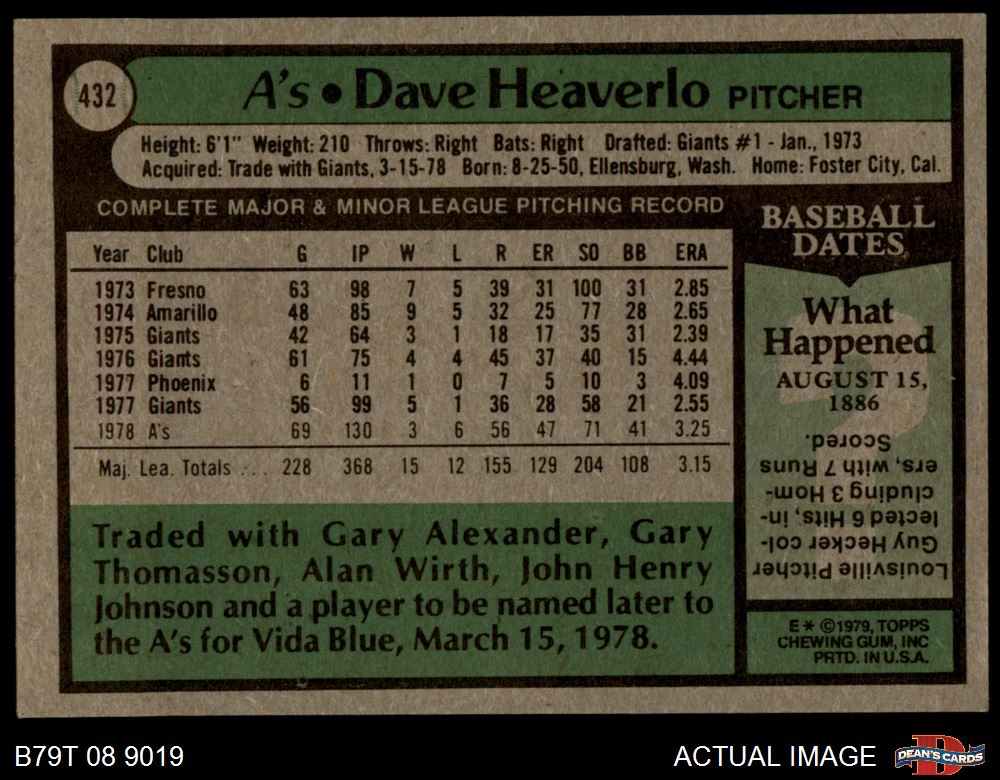 432
A's • Dave Heaverlo PITCHER
Height: 6'1" Weight: 210 Throws: Right Bats: Right Drafted: Giants #1 - Jan., 1973
Acquired: Trade with Giants, 3-15-78 Born: 8-25-50, Ellensburg, Wash. Home: Foster City, Cal.
COMPLETE MAJOR & MINOR LEAGUE PITCHING RECORD
Year Club G IP W L R ER SO BB ERA
1973 Fresno 63 98 7 5 39 31 100 31 2.85
1974 Amarillo 48 85 9 5 32 25 77 28 2.65
1975 Giants 42 64 3 1 18 17 35 31 2.39
1976 Giants 61 75 4 4 45 37 40 15 4.44
1977 Phoenix 6 11 1 0 7 5 10 3 4.09
1977 Giants 56 99 5 1 36 28 58 21 2.55
1978 A's 69 130 3 6 56 47 71 41 3.25
Maj. Lea. Totals . . . 228 368 15 12 155 129 204 108 3.15
Traded with Gary Alexander, Gary
Thomasson, Alan Wirth, John Henry
Johnson and a player to be named later to
the A's for Vida Blue, March 15, 1978.
BASEBALL
DATES
What
Happened
AUGUST 15,
1886
Louisville Pitcher
Guy Hecker col-
lected 6 Hits, in-
cluding 3 Hom-
ers, with 7 Runs
Scored.
E * ©1979, TOPPS
CHEWING GUM, INC
PRTD. IN U.S.A.
B79T 08 9019
ACTUAL IMAGE
D
DEAN'S CARDS